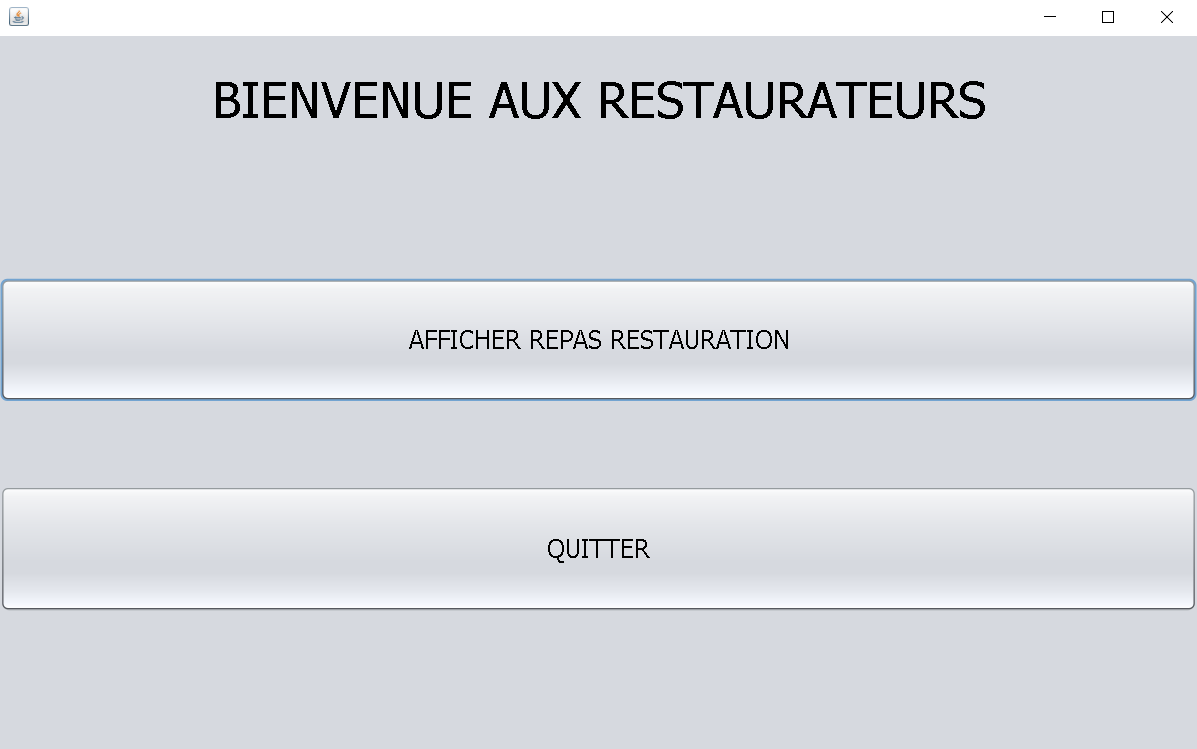 BIENVENUE AUX RESTAURATEURS
AFFICHER REPAS RESTAURATION
QUITTER